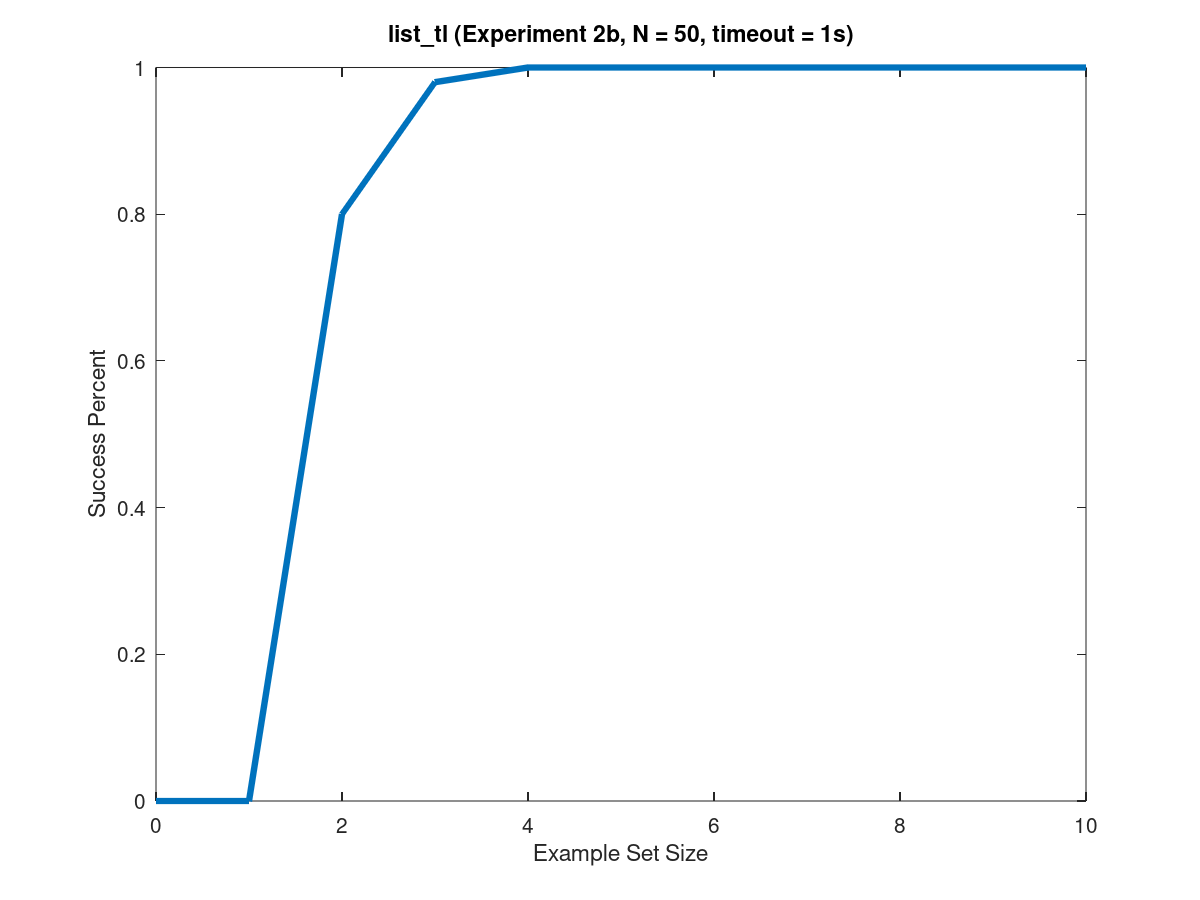 list_tl (Experiment 2b, N = 50, timeout = 1s)
1
0.8
0.6
0.4
0.2
0
Success Percent
0 2 4 6 8 10
Example Set Size